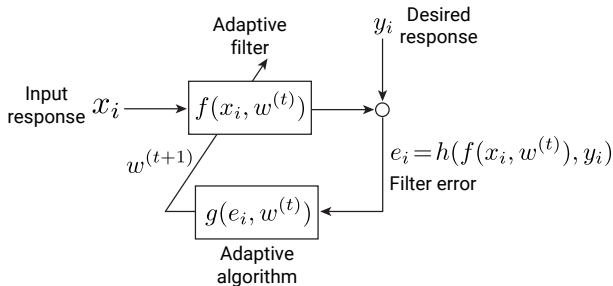 Adaptive
filter
y_i
Desired
response
Input
response
x_i
f(x_i, w^{(t)})
w^{(t+1)}
e_i = h(f(x_i, w^{(t)}), y_i)
Filter error
g(e_i, w^{(t)})
Adaptive
algorithm